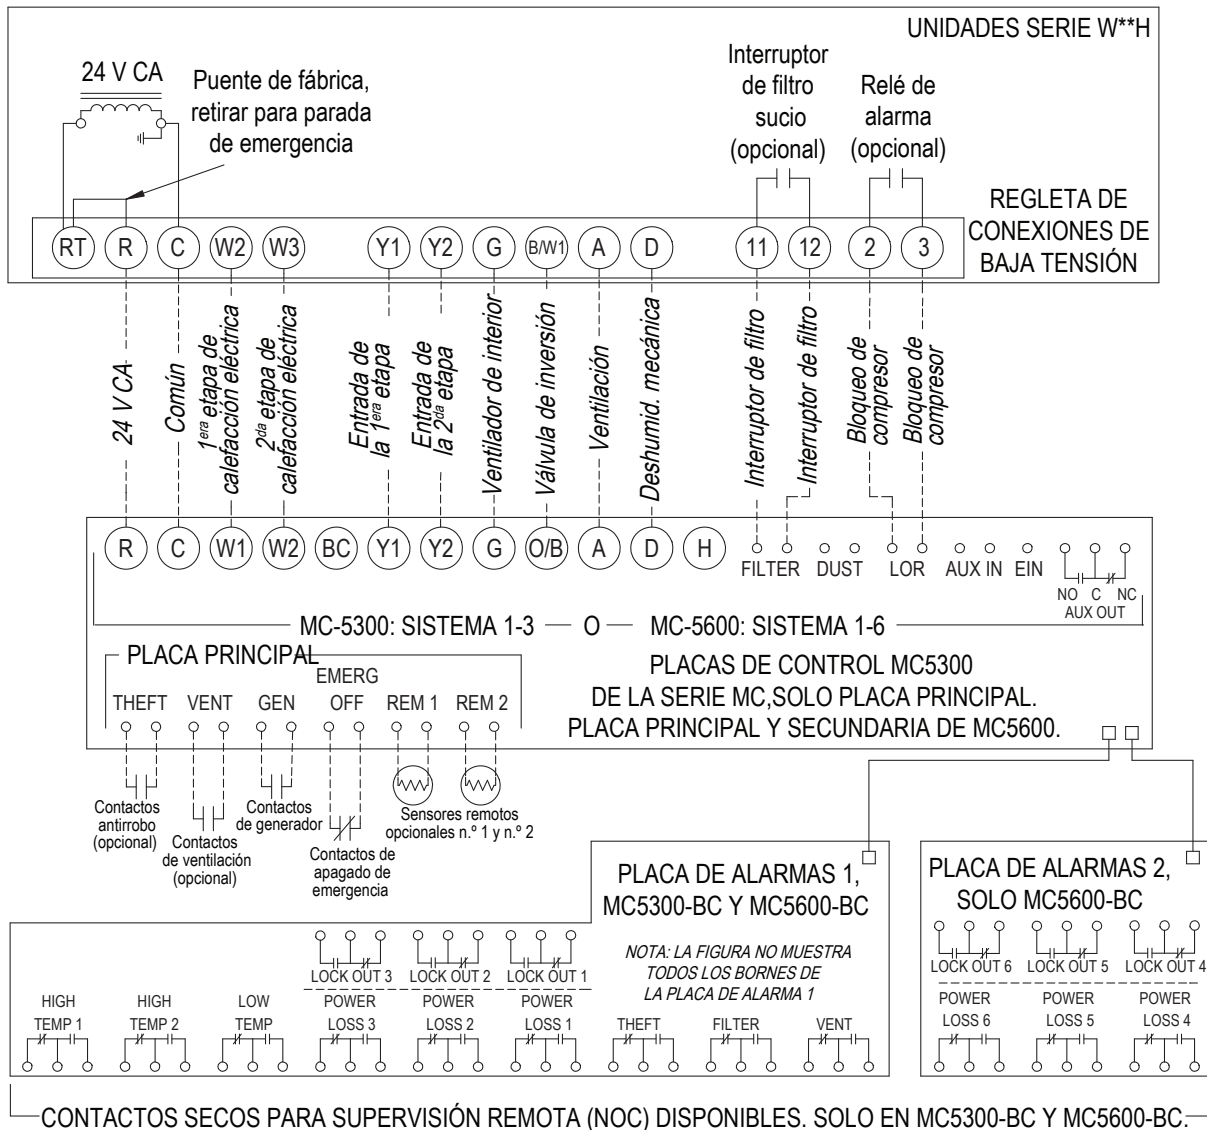 UNIDADES SERIE W**H
24 V CA
Puente de fábrica,
retirar para parada
de emergencia
Interruptor
de filtro
sucio
(opcional)
Relé de
alarma
(opcional)
REGLETA DE
CONEXIONES DE
BAJA TENSIÓN
RT R C W2 W3 Y1 Y2 G B/W1 A D 11 12 2 3
24 V CA
Común
1era etapa de
calefacción eléctrica
2da etapa de
calefacción eléctrica
Entrada de
la 1era etapa
Entrada de
la 2da etapa
Ventilador de interior
Válvula de inversión
Ventilación
Deshumid. mecánica
Interruptor de filtro
Interruptor de filtro
Bloqueo de
compresor
Bloqueo de
compresor
R C W1 W2 BC Y1 Y2 G O/B A D H
FILTER DUST LOR AUX IN EIN
NO C NC
AUX OUT
MC-5300: SISTEMA 1-3 — O — MC-5600: SISTEMA 1-6
PLACA PRINCIPAL
PLACAS DE CONTROL MC5300
DE LA SERIE MC,SOLO PLACA PRINCIPAL.
PLACA PRINCIPAL Y SECUNDARIA DE MC5600.
EMERG
THEFT VENT GEN OFF REM 1 REM 2
Contactos
antirrobo
(opcional)
Contactos
de ventilación
(opcional)
Contactos
de generador
Contactos de
apagado de
emergencia
Sensores remotos
opcionales n.º 1 y n.º 2
PLACA DE ALARMAS 1,
MC5300-BC Y MC5600-BC
NOTA: LA FIGURA NO MUESTRA
TODOS LOS BORNES DE
LA PLACA DE ALARMA 1
PLACA DE ALARMAS 2,
SOLO MC5600-BC
LOCK OUT 3 LOCK OUT 2 LOCK OUT 1
LOCK OUT 6 LOCK OUT 5 LOCK OUT 4
HIGH
TEMP 1
HIGH
TEMP 2
LOW
TEMP
POWER
LOSS 3
POWER
LOSS 2
POWER
LOSS 1
THEFT
FILTER
VENT
POWER
LOSS 6
POWER
LOSS 5
POWER
LOSS 4
CONTACTOS SECOS PARA SUPERVISIÓN REMOTA (NOC) DISPONIBLES. SOLO EN MC5300-BC Y MC5600-BC.